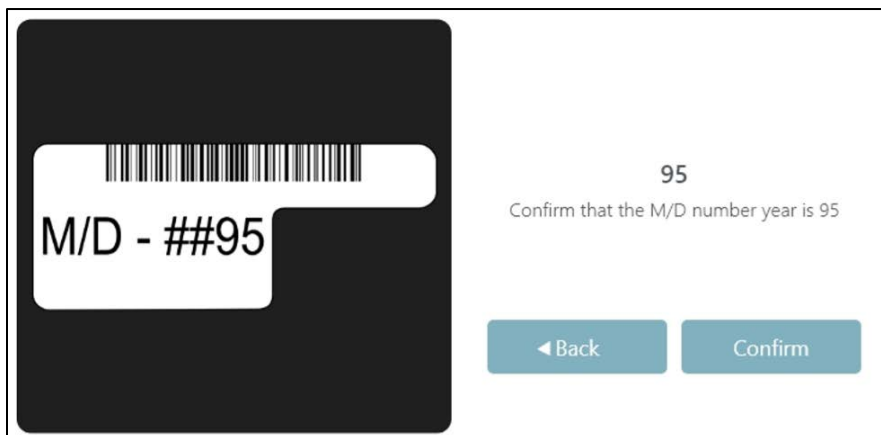 M/D - ##95
95
Confirm that the M/D number year is 95
◀ Back
Confirm